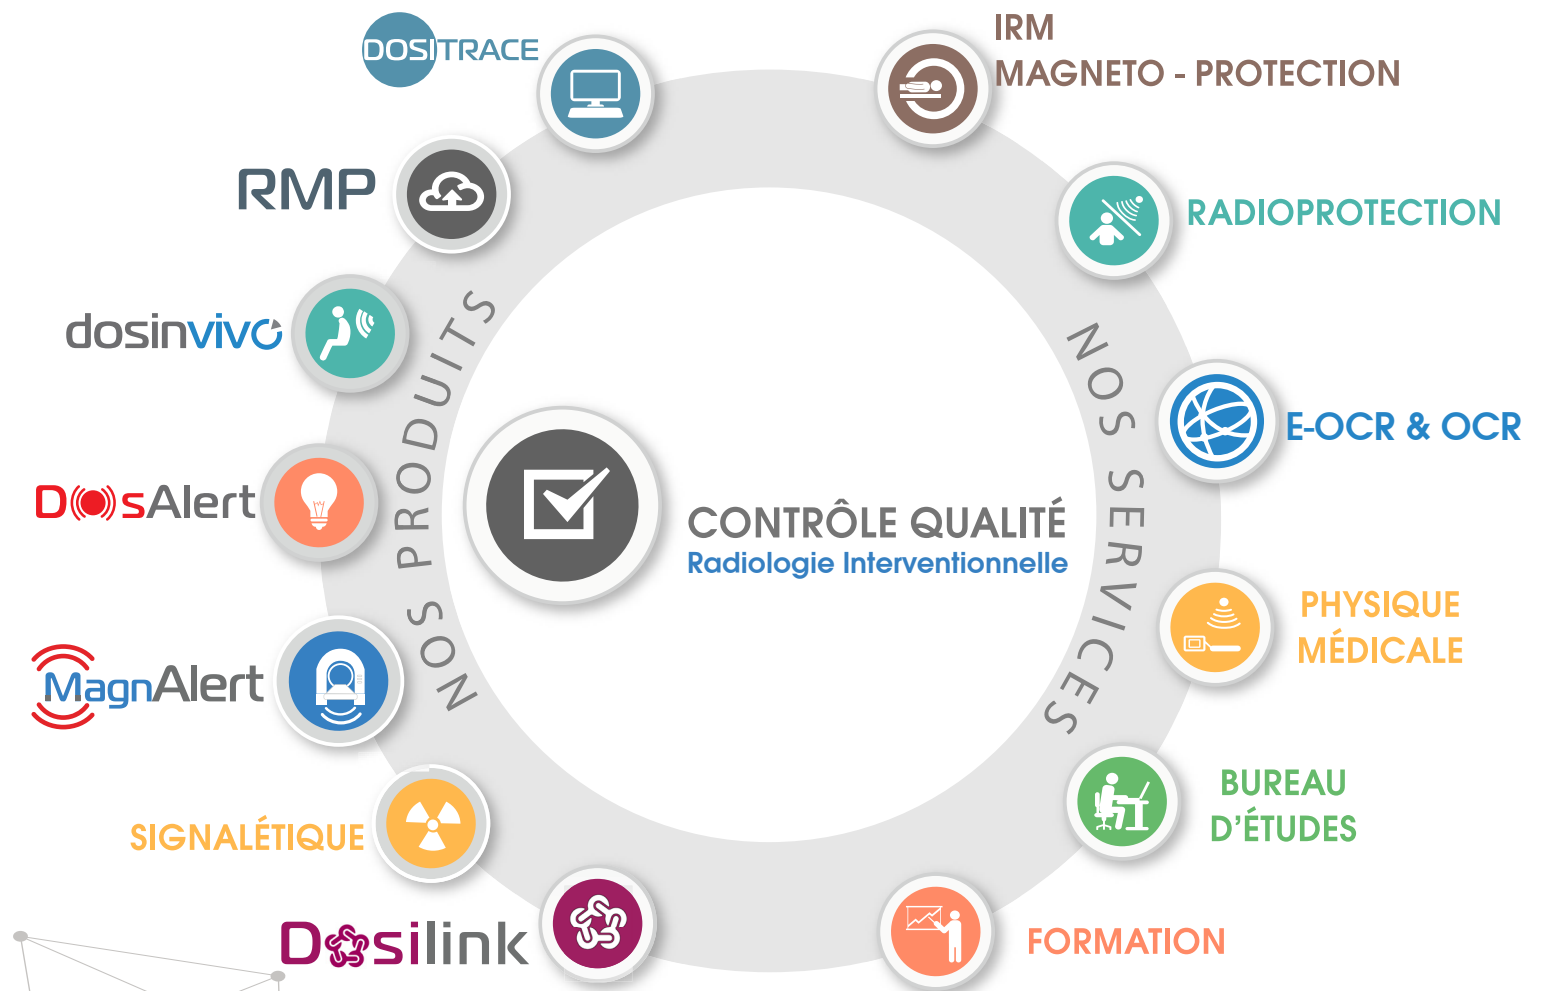 DOSITRACE
RMP
dosinvivo
DosAlert
MagnAlert
SIGNALÉTIQUE
Dosilink
NOS PRODUITS
CONTRÔLE QUALITÉ
Radiologie Interventionnelle
NOS SERVICES
IRM
MAGNETO - PROTECTION
RADIOPROTECTION
E-OCR & OCR
PHYSIQUE
MÉDICALE
BUREAU
D’ÉTUDES
FORMATION